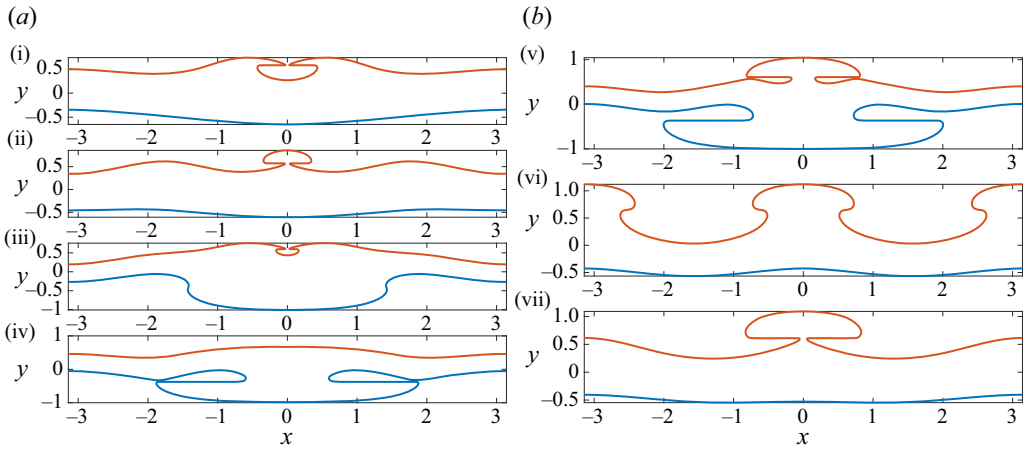 (a)
(i)
0.5
y 0
–0.5
–3 –2 –1 0 1 2 3
(ii)
0.5
y 0
–0.5
–3 –2 –1 0 1 2 3
(iii)
0.5
y 0
–0.5
–1
–3 –2 –1 0 1 2 3
(iv)
1
y 0
–1
–3 –2 –1 0 1 2 3
x
(b)
(v)
1
y 0
–1
–3 –2 –1 0 1 2 3
(vi)
1.0
y 0.5
0
–0.5
–3 –2 –1 0 1 2 3
(vii)
1.0
0.5
y 0
–0.5
–3 –2 –1 0 1 2 3
x